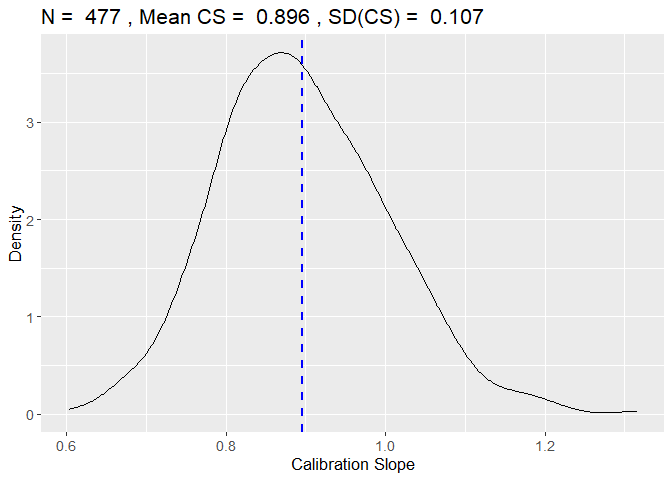 N =  477 , Mean CS =  0.896 , SD(CS) =  0.107
3
2
1
0
Density
0.6 0.8 1.0 1.2
Calibration Slope